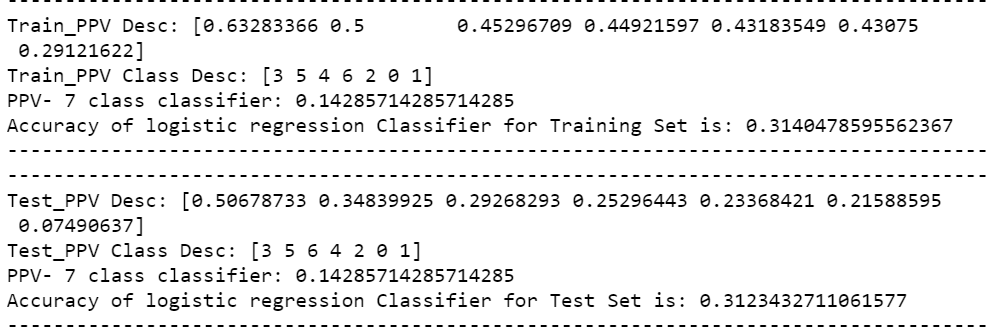 --------------------------------------------------------------------------------------
Train_PPV Desc: [0.63283366 0.5        0.45296709 0.44921597 0.43183549 0.43075
 0.29121622]
Train_PPV Class Desc: [3 5 4 6 2 0 1]
PPV- 7 class classifier: 0.14285714285714285
Accuracy of logistic regression Classifier for Training Set is: 0.3140478595562367
--------------------------------------------------------------------------------------
--------------------------------------------------------------------------------------
Test_PPV Desc: [0.50678733 0.34839925 0.29268293 0.25296443 0.23368421 0.21588595
 0.07490637]
Test_PPV Class Desc: [3 5 6 4 2 0 1]
PPV- 7 class classifier: 0.14285714285714285
Accuracy of logistic regression Classifier for Test Set is: 0.3123432711061577
--------------------------------------------------------------------------------------